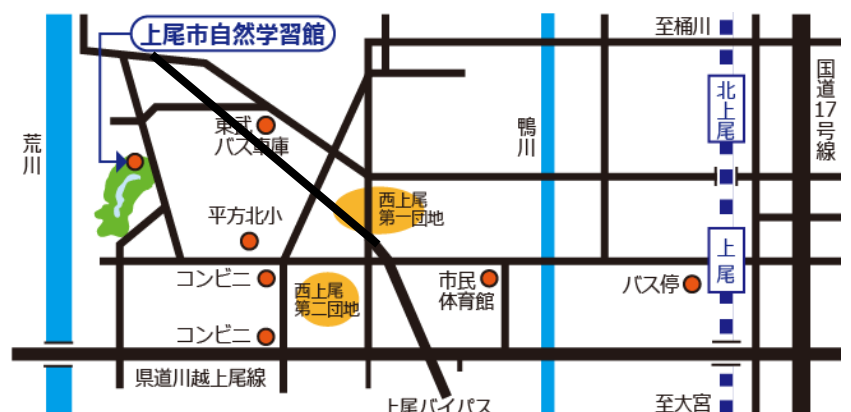 上尾市自然学習館
至桶川
北上尾
国道17号線
荒川
東武
バス車庫
鴨川
西上尾
第一団地
平方北小
上尾
コンビニ
西上尾
第二団地
市民
体育館
バス停
コンビニ
県道川越上尾線
上尾バイパス
至大宮